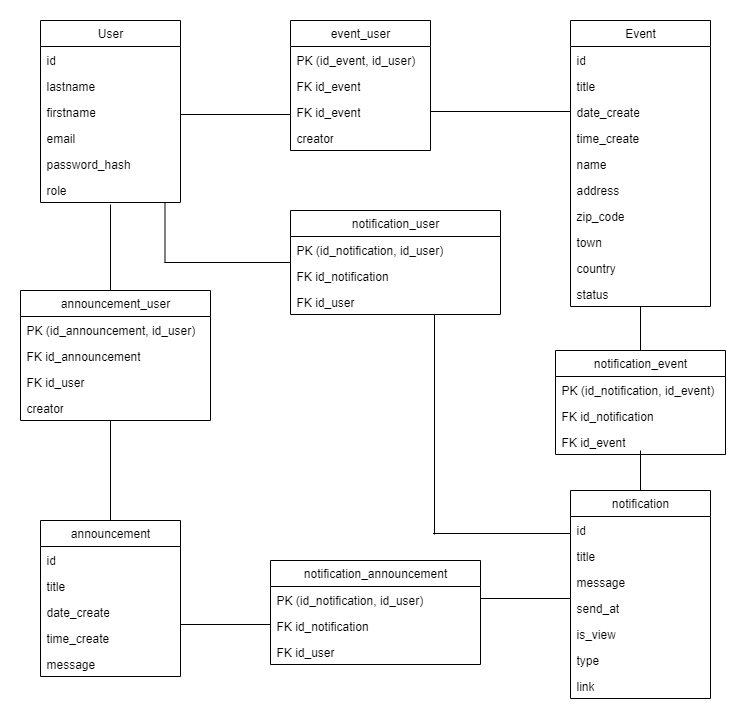 User
id
lastname
firstname
email
password_hash
role
event_user
PK (id_event, id_user)
FK id_event
FK id_event
creator
Event
id
title
date_create
time_create
name
address
zip_code
town
country
status
notification_user
PK (id_notification, id_user)
FK id_notification
FK id_user
announcement_user
PK (id_announcement, id_user)
FK id_announcement
FK id_user
creator
notification_event
PK (id_notification, id_event)
FK id_notification
FK id_event
announcement
id
title
date_create
time_create
message
notification_announcement
PK (id_notification, id_user)
FK id_notification
FK id_user
notification
id
title
message
send_at
is_view
type
link